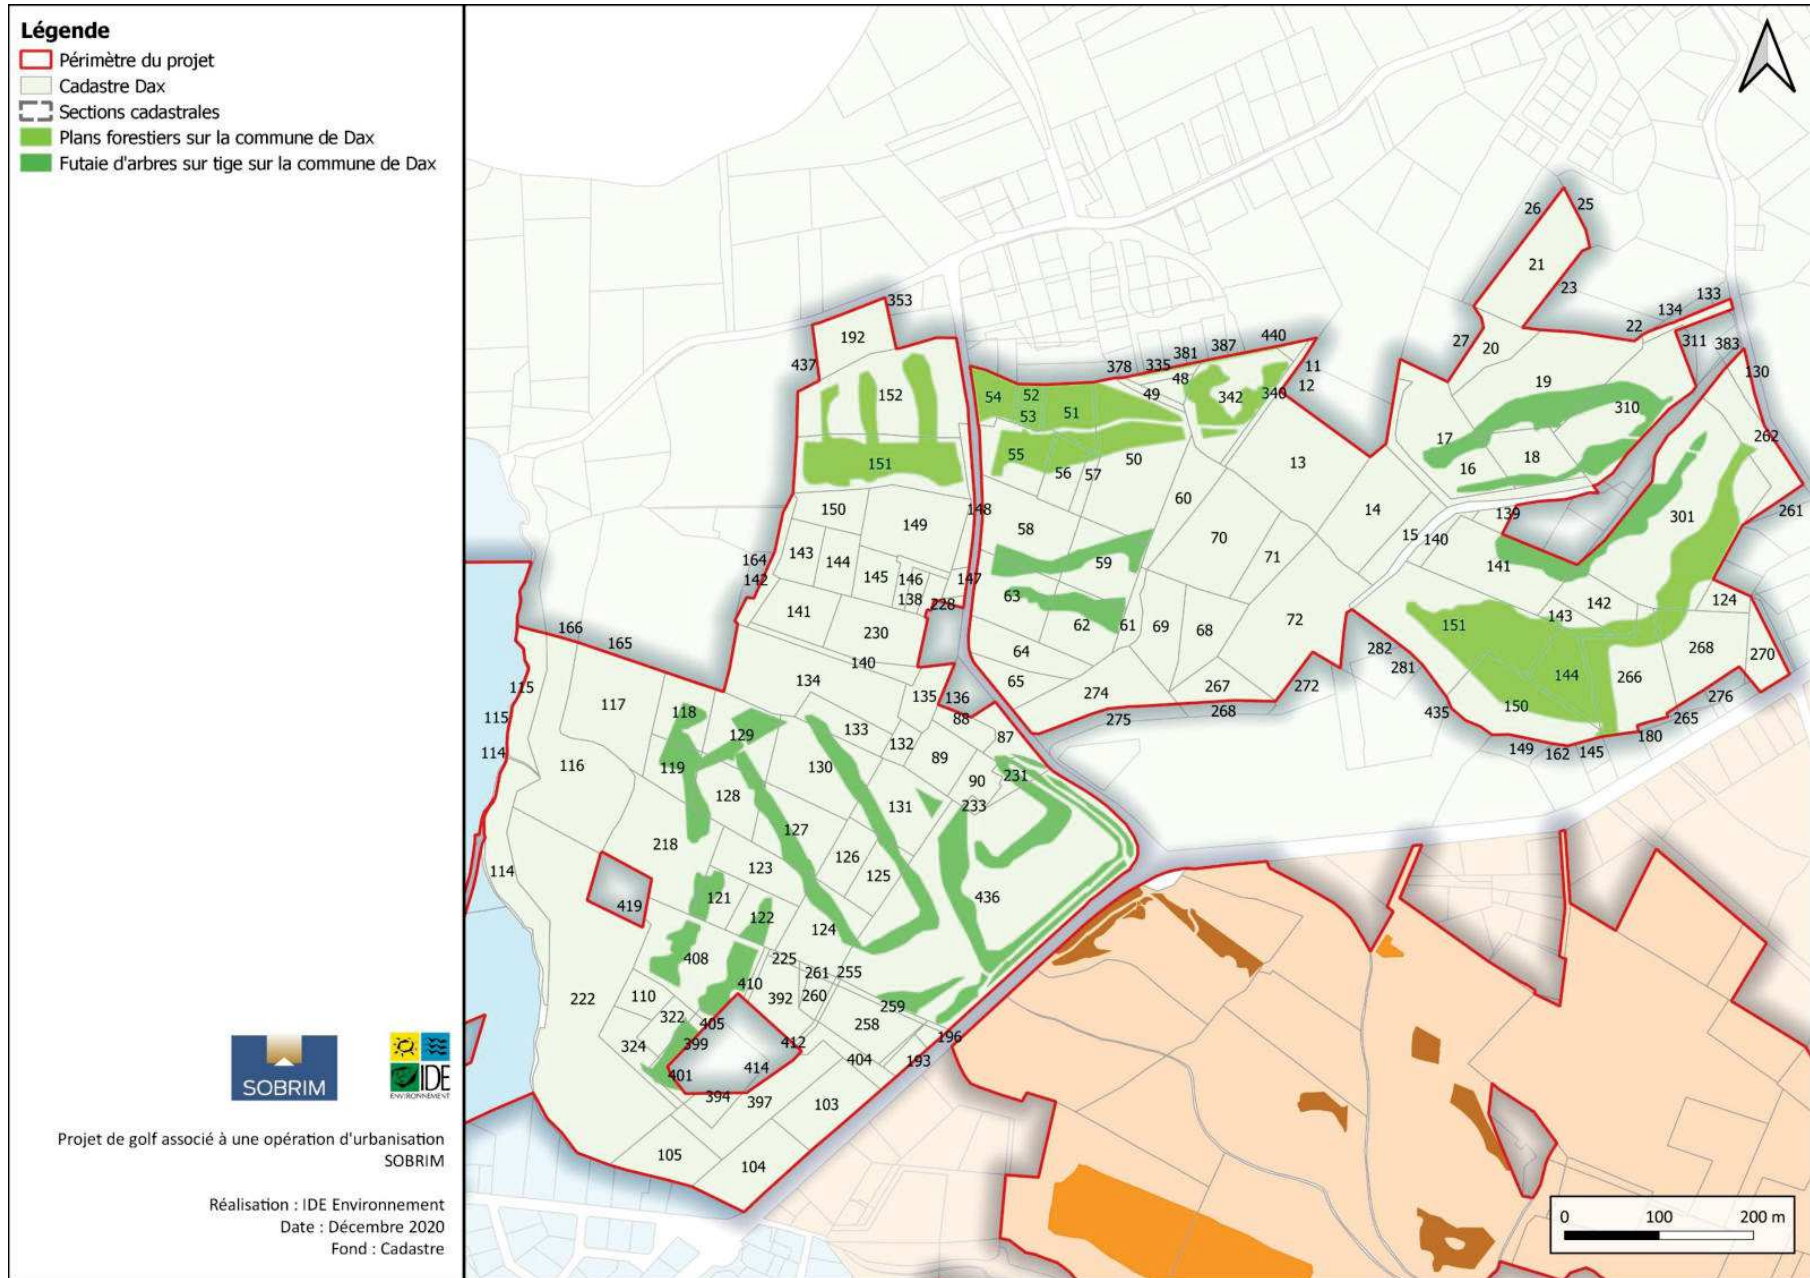 Légende
Périmètre du projet
Cadastre Dax
Sections cadastrales
Plans forestiers sur la commune de Dax
Futaie d'arbres sur tige sur la commune de Dax
26 25
21
23
133
134
353 22
27 311 383
20
192
440
387
381
437 378 335 11 130
48 12
19
152 54 52 49 342 340
53 51 310
17 262
151 55 50
56 57 13 16 18
60
150 148 14 261
149 58 139 301
70 15 140
143 164 144 59 71 141
142 145 146 147
138 228 63 143 142 124
141 62 61 69 68 72 151
166 165 230 282 268
140 64 281 144 266 270
115 134 65 267 272
117 135 136 274 276
115 118 88 275 268 435 150 265
129 133 87 180
114 132 89 149 162 145
116 119 130 90 231
128 131 233
127
218
126
114 123 125
121 436
419 122
124
408 225
261 255
222 110 410 392 260 259
322 405 258
324 399 412 196
401 414 404 193
394 397 103
105 104
SOBRIM
IDE
ENVIRONNEMENT
Projet de golf associé à une opération d'urbanisation
SOBRIM
Réalisation : IDE Environnement
Date : Décembre 2020
Fond : Cadastre
0 100 200 m